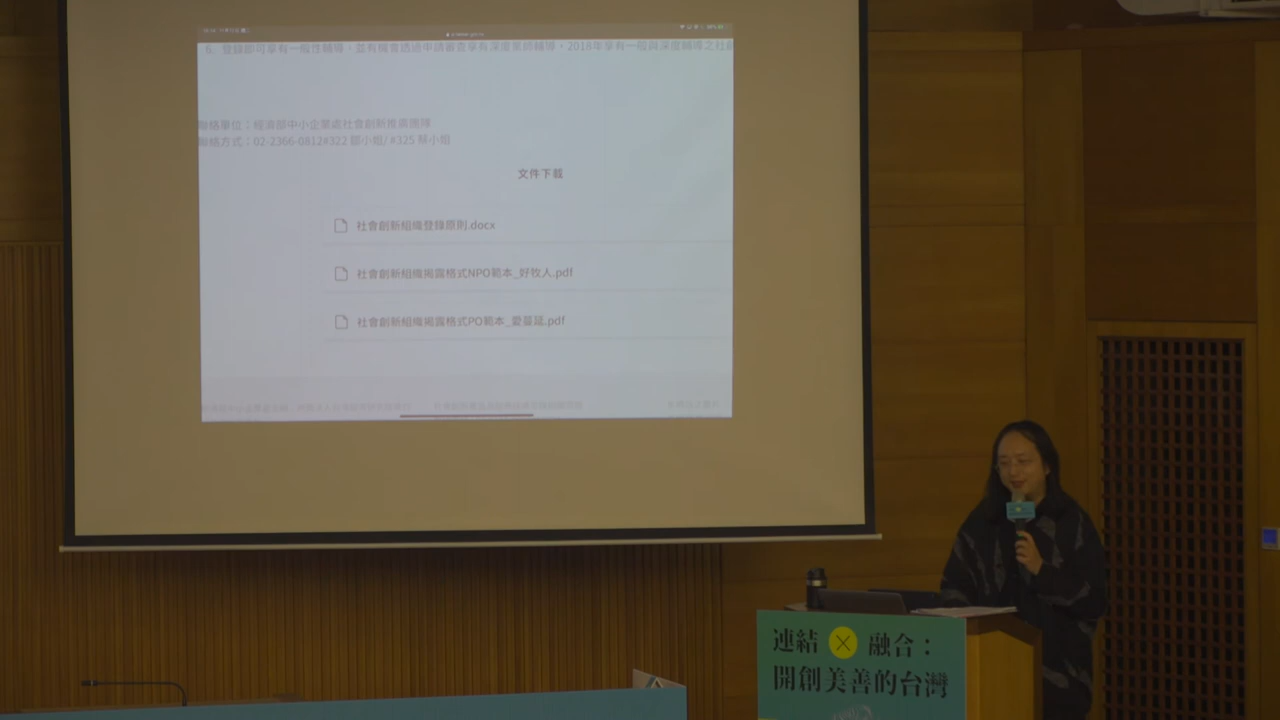 6. 登錄即可享有一般性輔導,並有機會透過申請審查享有深度業師輔導。2018年享有一般與深度輔導之社創
聯絡單位:經濟部中小企業處社會創新推廣團隊
聯絡方式:02-2366-0812#322 鄒小姐/ #325 蔡小姐
文件下載
社會創新組織登錄原則.docx
社會創新組織揭露格式NPO範本_好牧人.pdf
社會創新組織揭露格式PO範本_愛蔓延.pdf
連結 × 融合:
開創美善的台灣